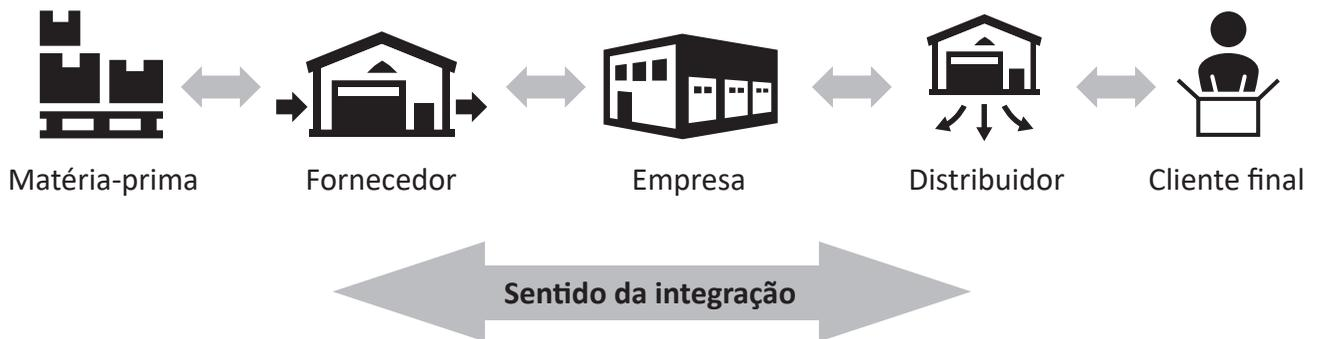 Matéria-prima
Fornecedor
Empresa
Distribuidor
Cliente final
Sentido da integração